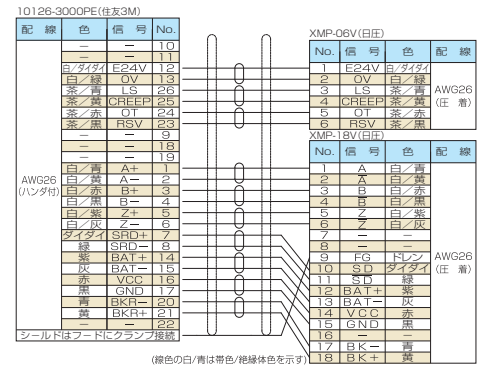 10126-3000PE(住友3M)
配 線 色 信 号 No.
－ － 10
－ － 11
白/ダイダイ E24V 12
白/緑 OV 13
茶/青 LS 26
茶/黄 CREEP 25
茶/赤 OT 24
茶/黒 RSV 23
－ － 9
－ － 18
－ － 19
白/青 A+ 1
白/黄 A－ 2
白/赤 B+ 3
白/黒 B－ 4
白/紫 Z+ 5
白/灰 Z－ 6
ダイダイ SRD+ 7
緑 SRD－ 8
紫 BAT+ 14
灰 BAT－ 15
赤 VCC 16
黒 GND 17
青 BKR－ 20
黄 BKR+ 21
－ － 22
AWG26
(ハンダ付)
シールドはフードにクランプ接続
XMP-06V(日圧)
No. 信 号 色 配 線
1 E24V 白/ダイダイ
2 OV 白/緑
3 LS 茶/青
4 CREEP 茶/黄
5 OT 茶/赤
6 RSV 茶/黒
AWG26
(圧 着)
XMP-18V(日圧)
No. 信 号 色 配 線
1 A 白/青
2 A̅ 白/黄
3 B 白/赤
4 B̅ 白/黒
5 Z 白/紫
6 Z̅ 白/灰
7 － －
8 － －
9 FG ドレン
10 SD ダイダイ
11 S̅D̅ 緑
12 BAT+ 紫
13 BAT－ 灰
14 VCC 赤
15 GND 黒
16 － －
17 BK－ 青
18 BK+ 黄
AWG26
(圧 着)
(線色の白/青は帯色/絶縁体色を示す)